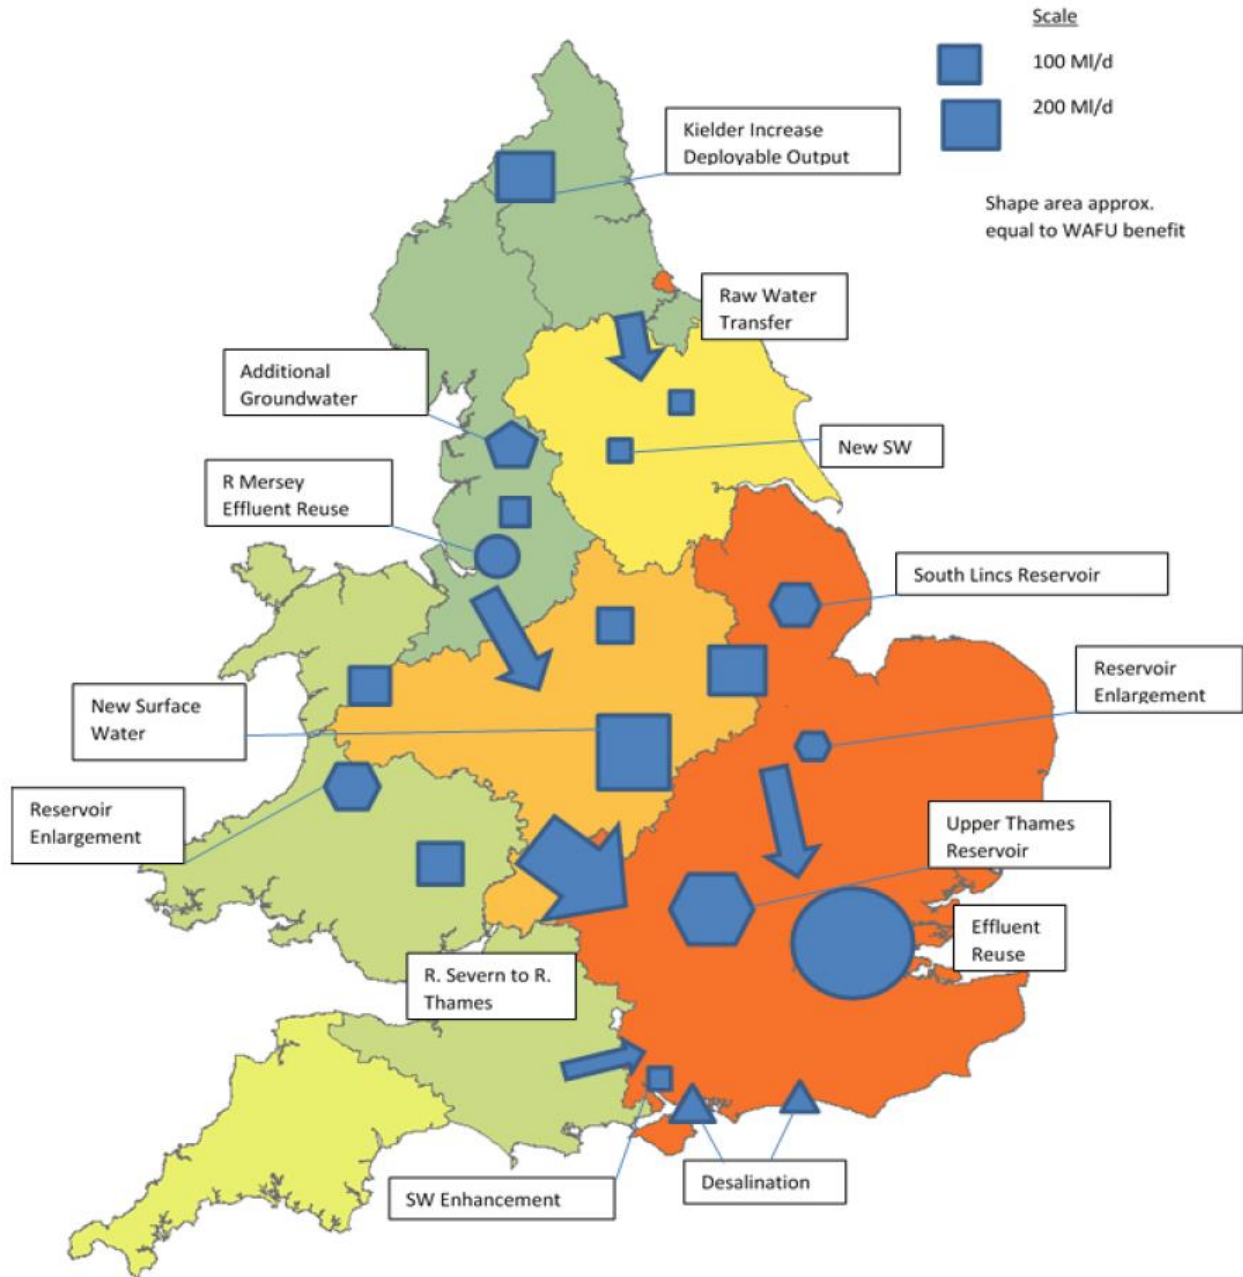 Scale
100 Ml/d
200 Ml/d
Shape area approx.
equal to WAFU benefit
Kielder Increase
Deployable Output
Raw Water
Transfer
Additional
Groundwater
New SW
R Mersey
Effluent Reuse
South Lincs Reservoir
Reservoir
Enlargement
New Surface
Water
Reservoir
Enlargement
Upper Thames
Reservoir
Effluent
Reuse
R. Severn to R.
Thames
Desalination
SW Enhancement